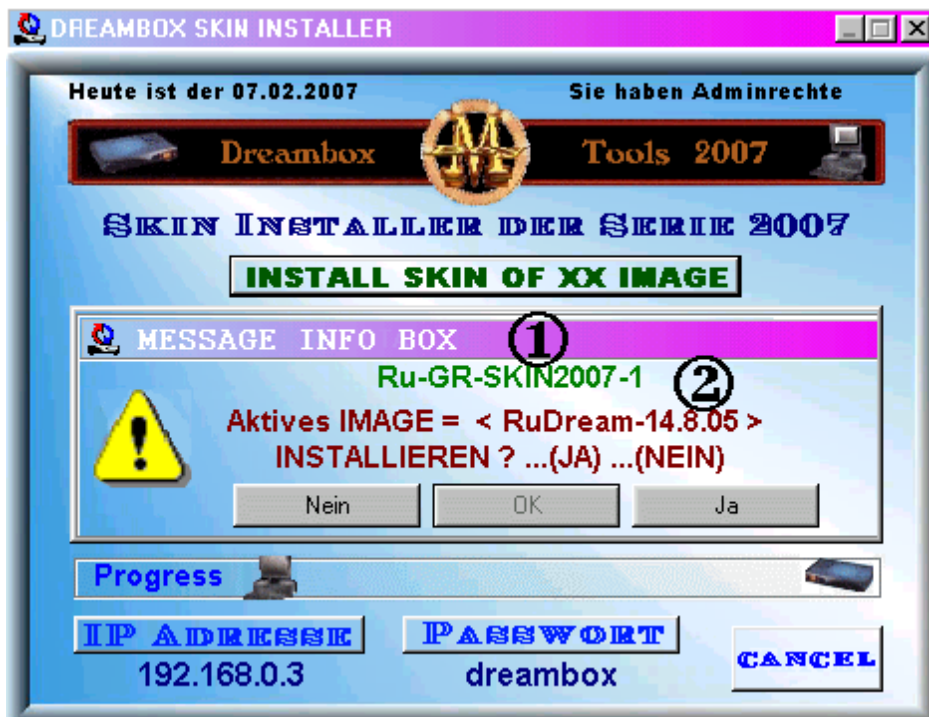 DREAMBOX SKIN INSTALLER
Heute ist der 07.02.2007 Sie haben Adminrechte
Dreambox M Tools 2007
SKIN INSTALLER DER SERIE 2007
INSTALL SKIN OF XX IMAGE
MESSAGE INFO BOX ①
Ru-GR-SKIN2007-1 ②
Aktives IMAGE = < RuDream-14.8.05 >
INSTALLIEREN ? ...(JA) ...(NEIN)
Nein OK Ja
Progress
IP ADRESSE PASSWORT
192.168.0.3 dreambox
CANCEL